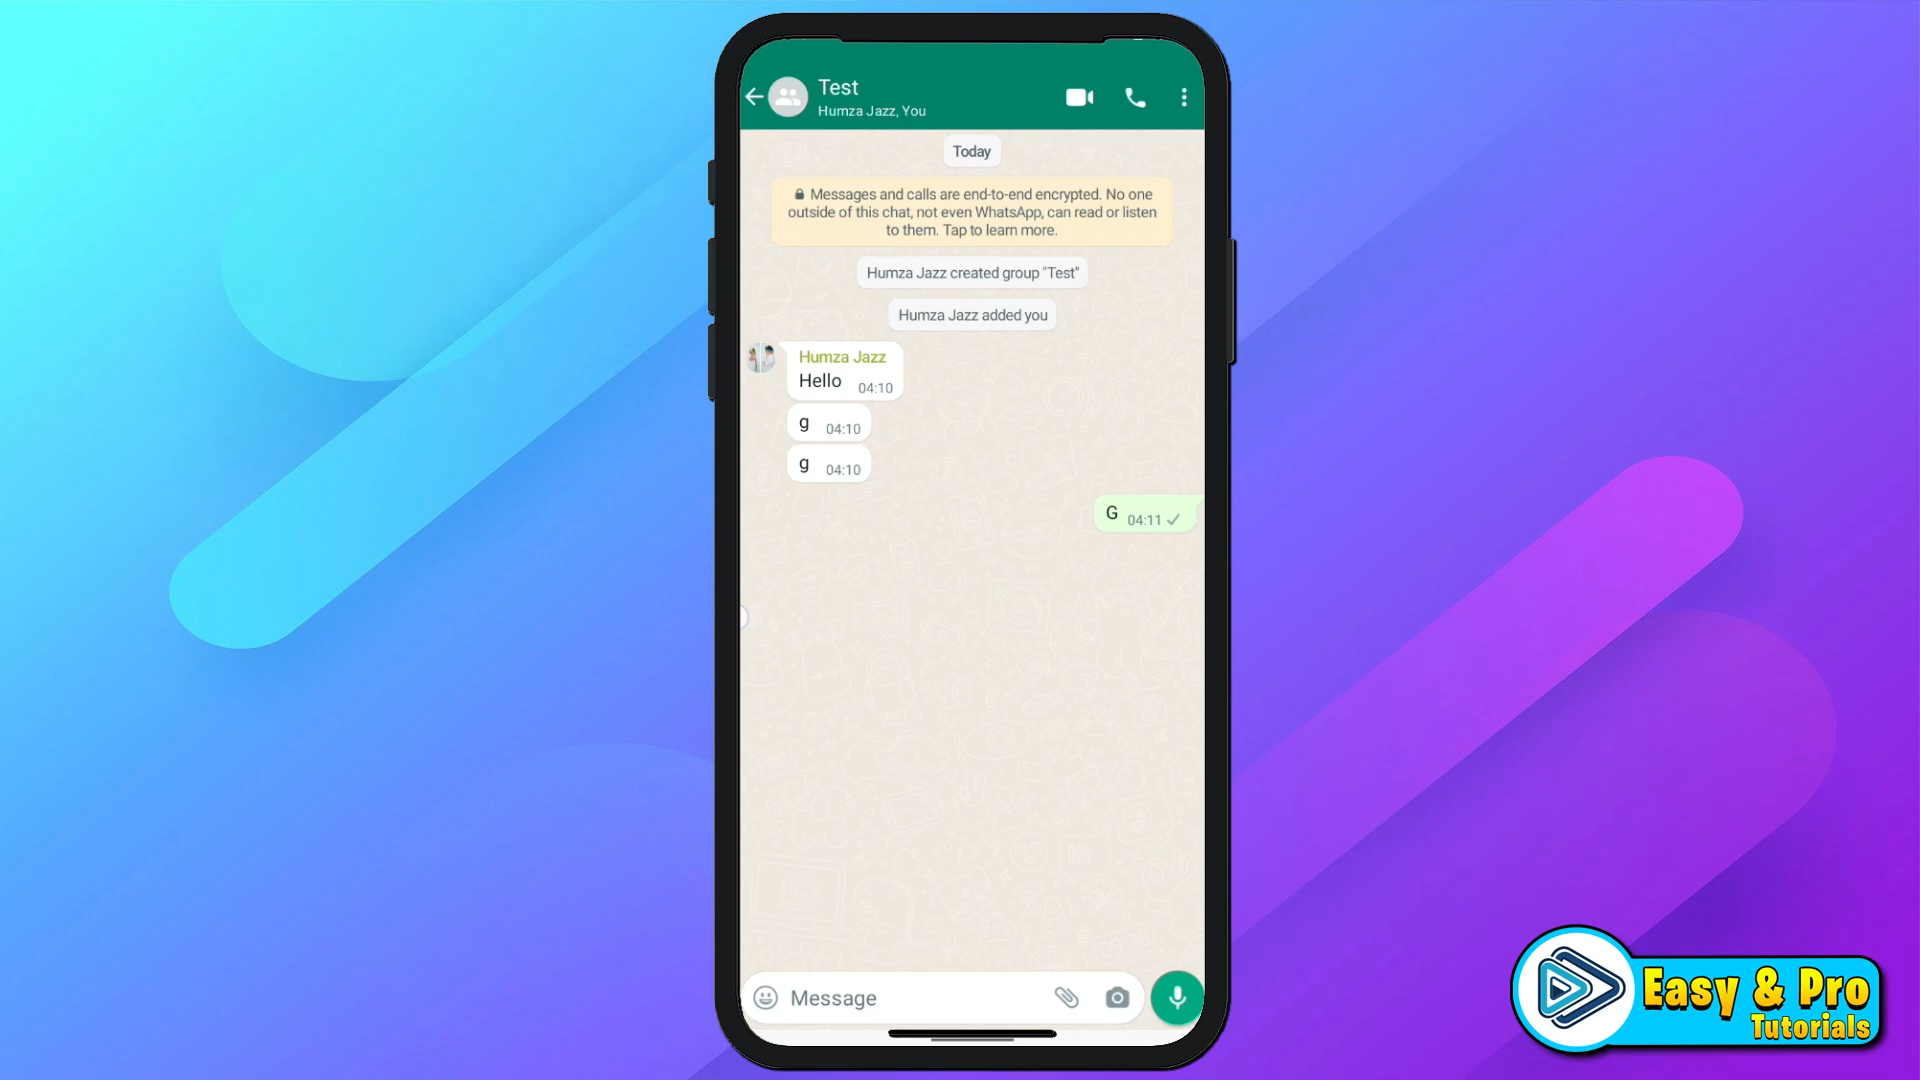 Test
Humza Jazz, You
Today
Messages and calls are end-to-end encrypted. No one
outside of this chat, not even WhatsApp, can read or listen
to them. Tap to learn more.
Humza Jazz created group "Test"
Humza Jazz added you
Humza Jazz
Hello 04:10
g 04:10
g 04:10
G 04:11
Message
Easy & Pro
Tutorials